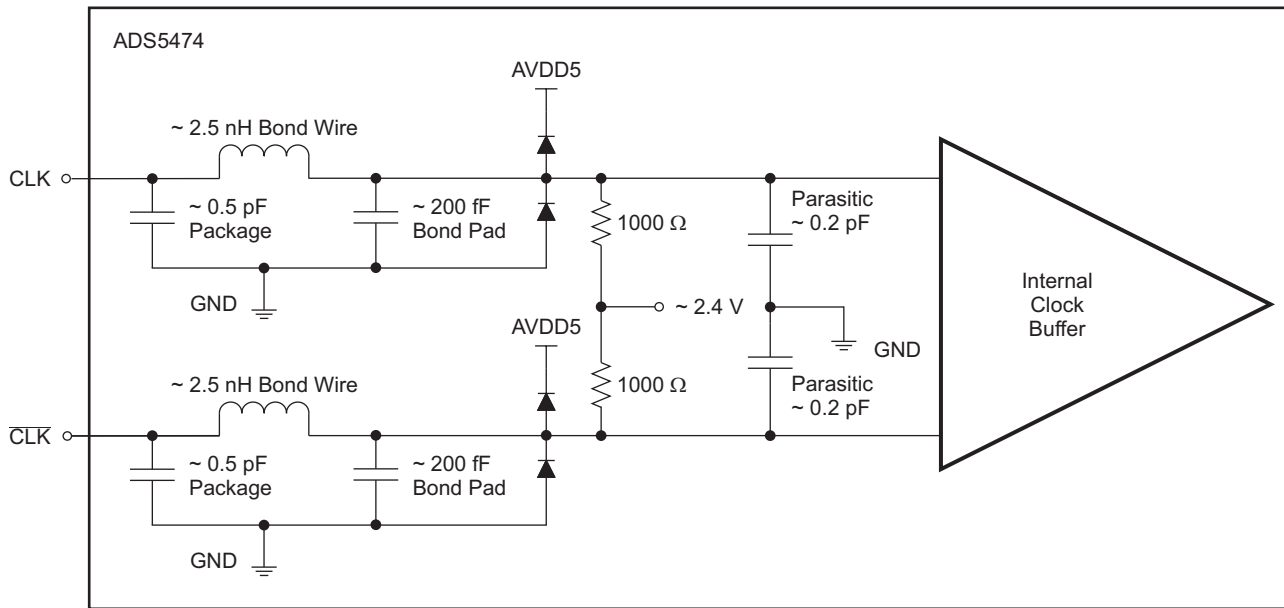 ADS5474
AVDD5
~ 2.5 nH Bond Wire
CLK
~ 0.5 pF
Package
~ 200 fF
Bond Pad
1000 Ω
Parasitic
~ 0.2 pF
GND
~ 2.4 V
Internal
Clock
Buffer
AVDD5
GND
~ 2.5 nH Bond Wire
1000 Ω
Parasitic
~ 0.2 pF
C̅L̅K̅
~ 0.5 pF
Package
~ 200 fF
Bond Pad
GND